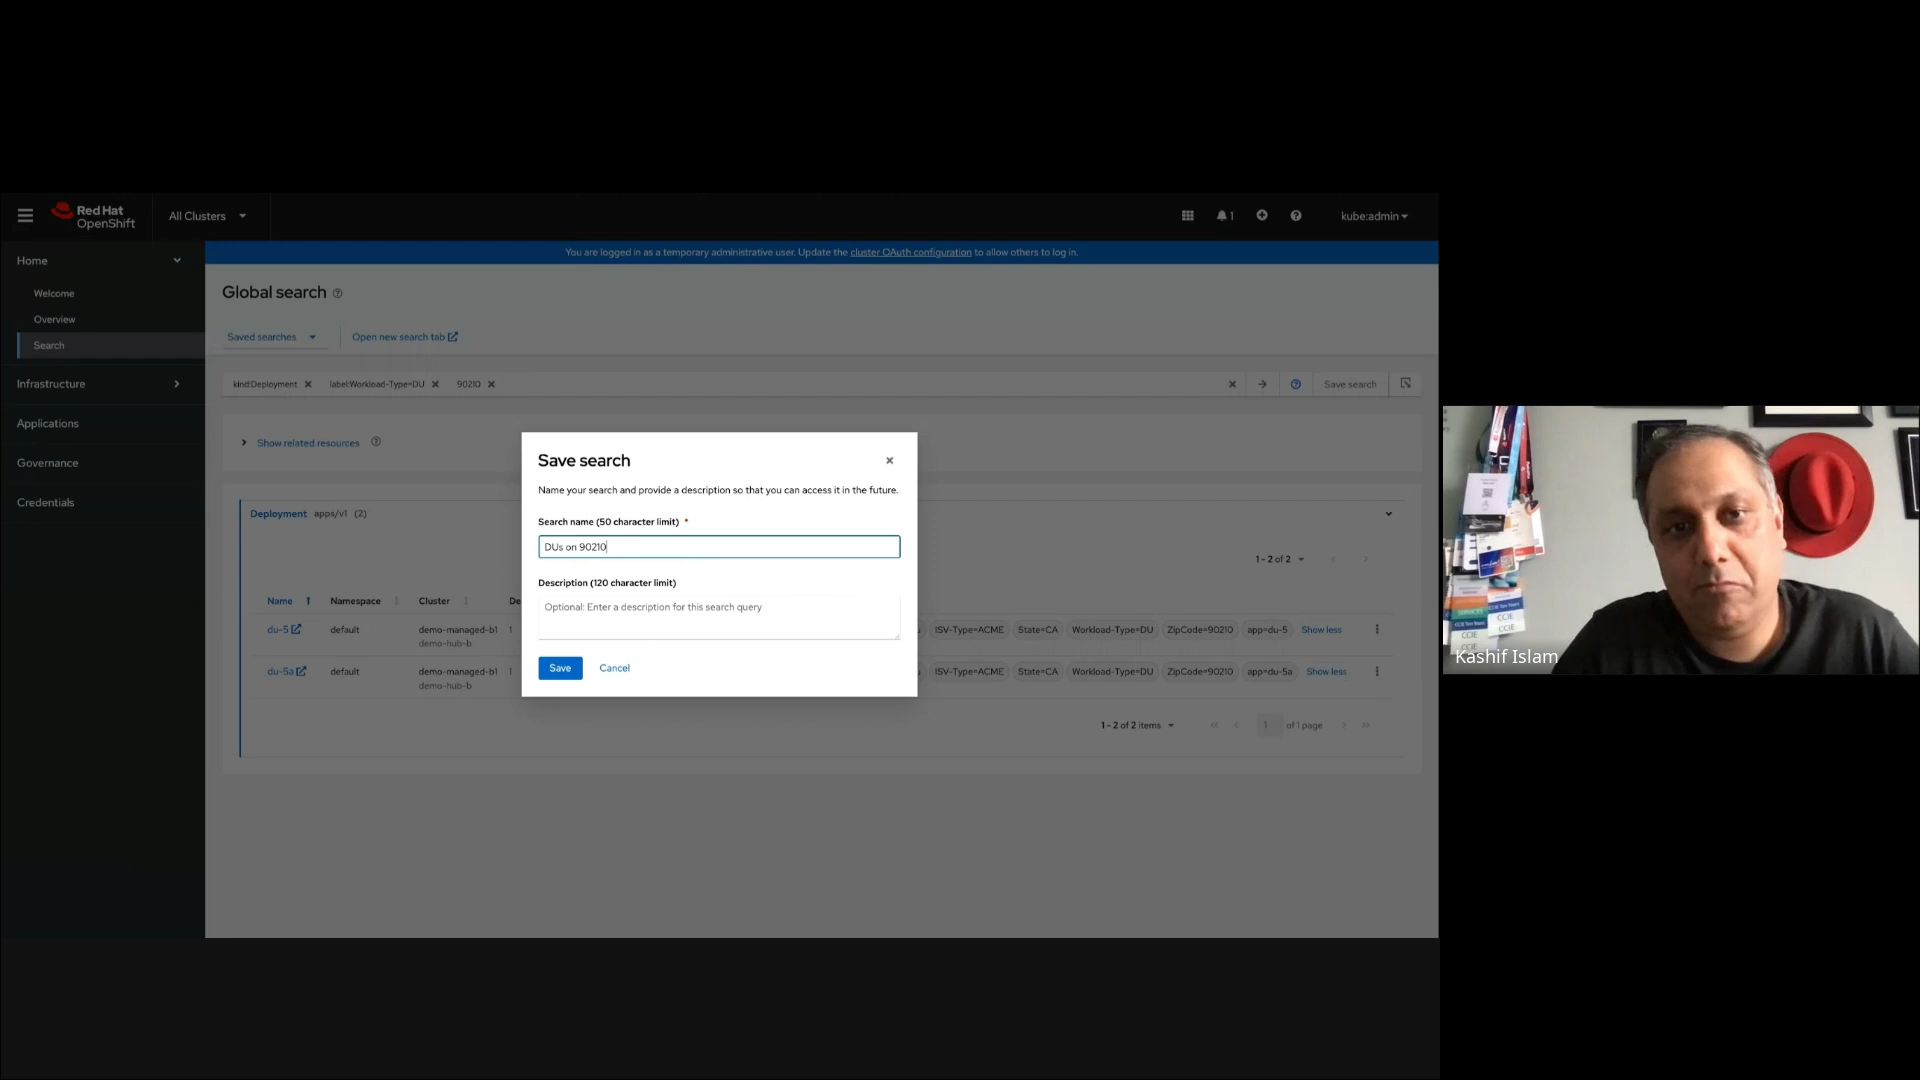 Red Hat
OpenShift
All Clusters
1
kube:admin
Home
Welcome
Overview
Search
Infrastructure
Applications
Governance
Credentials
You are logged in as a temporary administrative user. Update the cluster OAuth configuration to allow others to log in.
Global search
Saved searches
Open new search tab
kind:Deployment
label:Workload-Type=DU
90210
Save search
Show related resources
Deployment apps/v1 (2)
1 - 2 of 2
Name Namespace Cluster De
du-5 default demo-managed-b1 1 ISV-Type=ACME State=CA Workload-Type=DU ZipCode=90210 app=du-5 Show less
demo-hub-b
du-5a default demo-managed-b1 1 ISV-Type=ACME State=CA Workload-Type=DU ZipCode=90210 app=du-5a Show less
demo-hub-b
1 - 2 of 2 items 1 of 1 page
Save search
Name your search and provide a description so that you can access it in the future.
Search name (50 character limit) *
DUs on 90210
Description (120 character limit)
Optional: Enter a description for this search query
Save Cancel
CCIE
CCIE
CCIE
CCIE
Kashif Islam